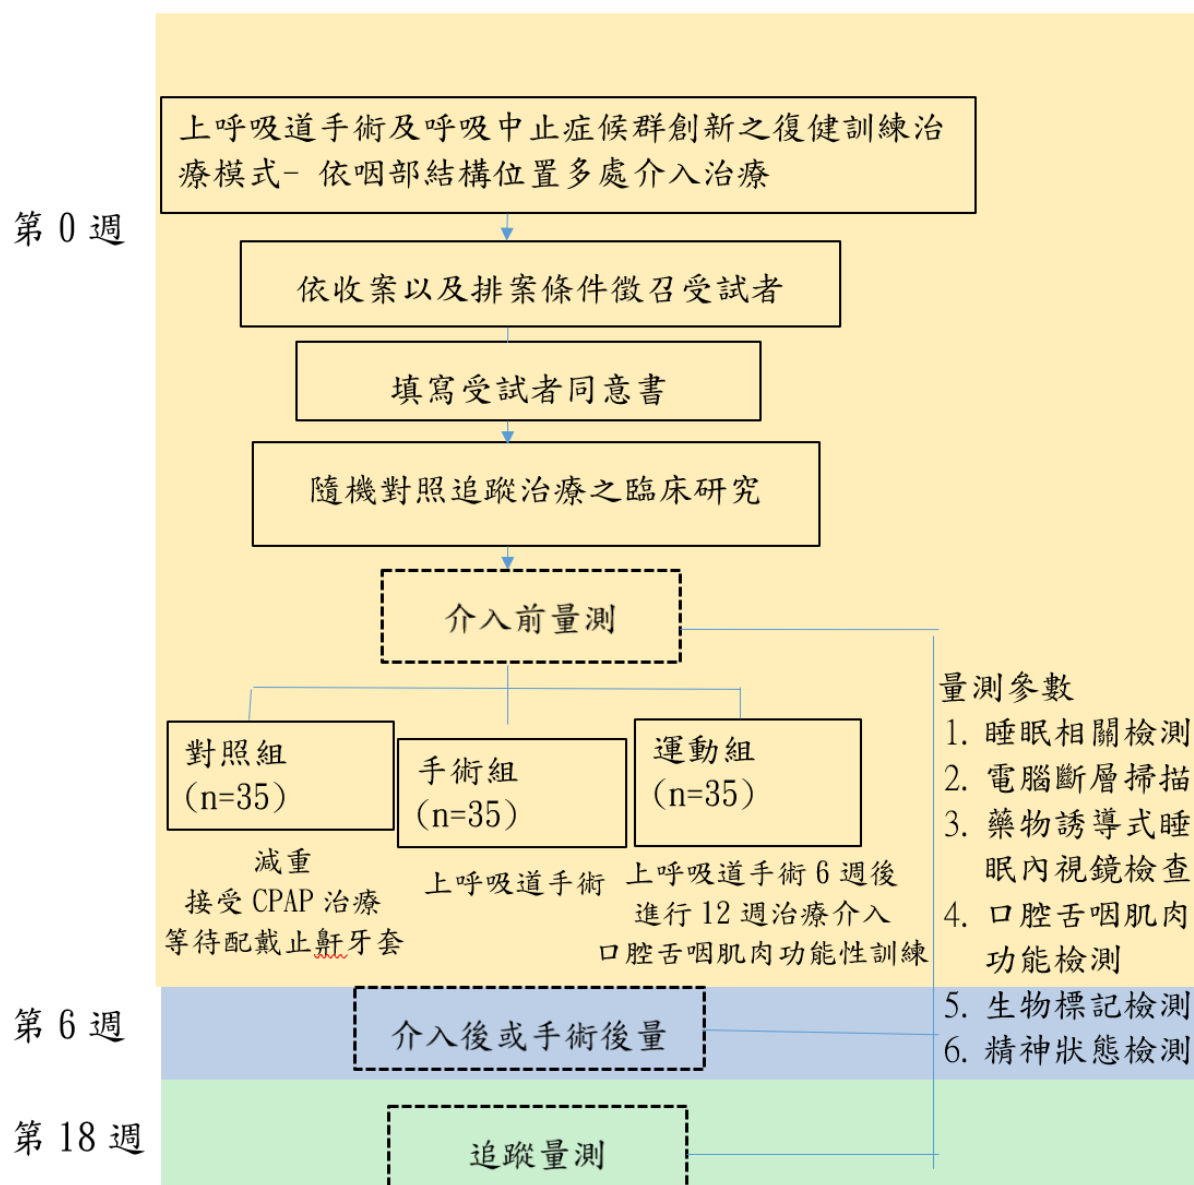 上呼吸道手術及呼吸中止症候群創新之復健訓練治
療模式- 依咽部結構位置多處介入治療
第 0 週
依收案以及排案條件徵召受試者
填寫受試者同意書
隨機對照追蹤治療之臨床研究
介入前量測
對照組
(n=35)
減重
接受 CPAP 治療
等待配戴止鼾牙套
手術組
(n=35)
上呼吸道手術
運動組
(n=35)
上呼吸道手術 6 週後
進行 12 週治療介入
口腔舌咽肌肉功能性訓練
量測參數
1. 睡眠相關檢測
2. 電腦斷層掃描
3. 藥物誘導式睡
眠內視鏡檢查
4. 口腔舌咽肌肉
功能檢測
5. 生物標記檢測
6. 精神狀態檢測
第 6 週
介入後或手術後量
第 18 週
追蹤量測